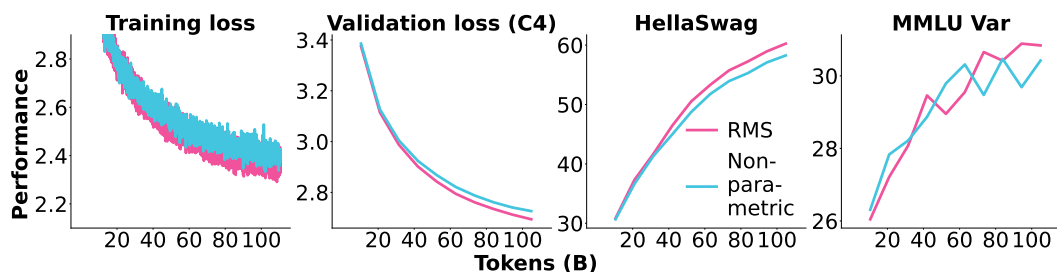 Training loss
Validation loss (C4)
HellaSwag
MMLU Var
Performance
2.8
2.6
2.4
2.2
20 40 60 80 100
3.4
3.2
3.0
2.8
20 40 60 80 100
60
50
40
30
20 40 60 80 100
RMS
Non-
para-
metric
30
28
26
20 40 60 80 100
Tokens (B)